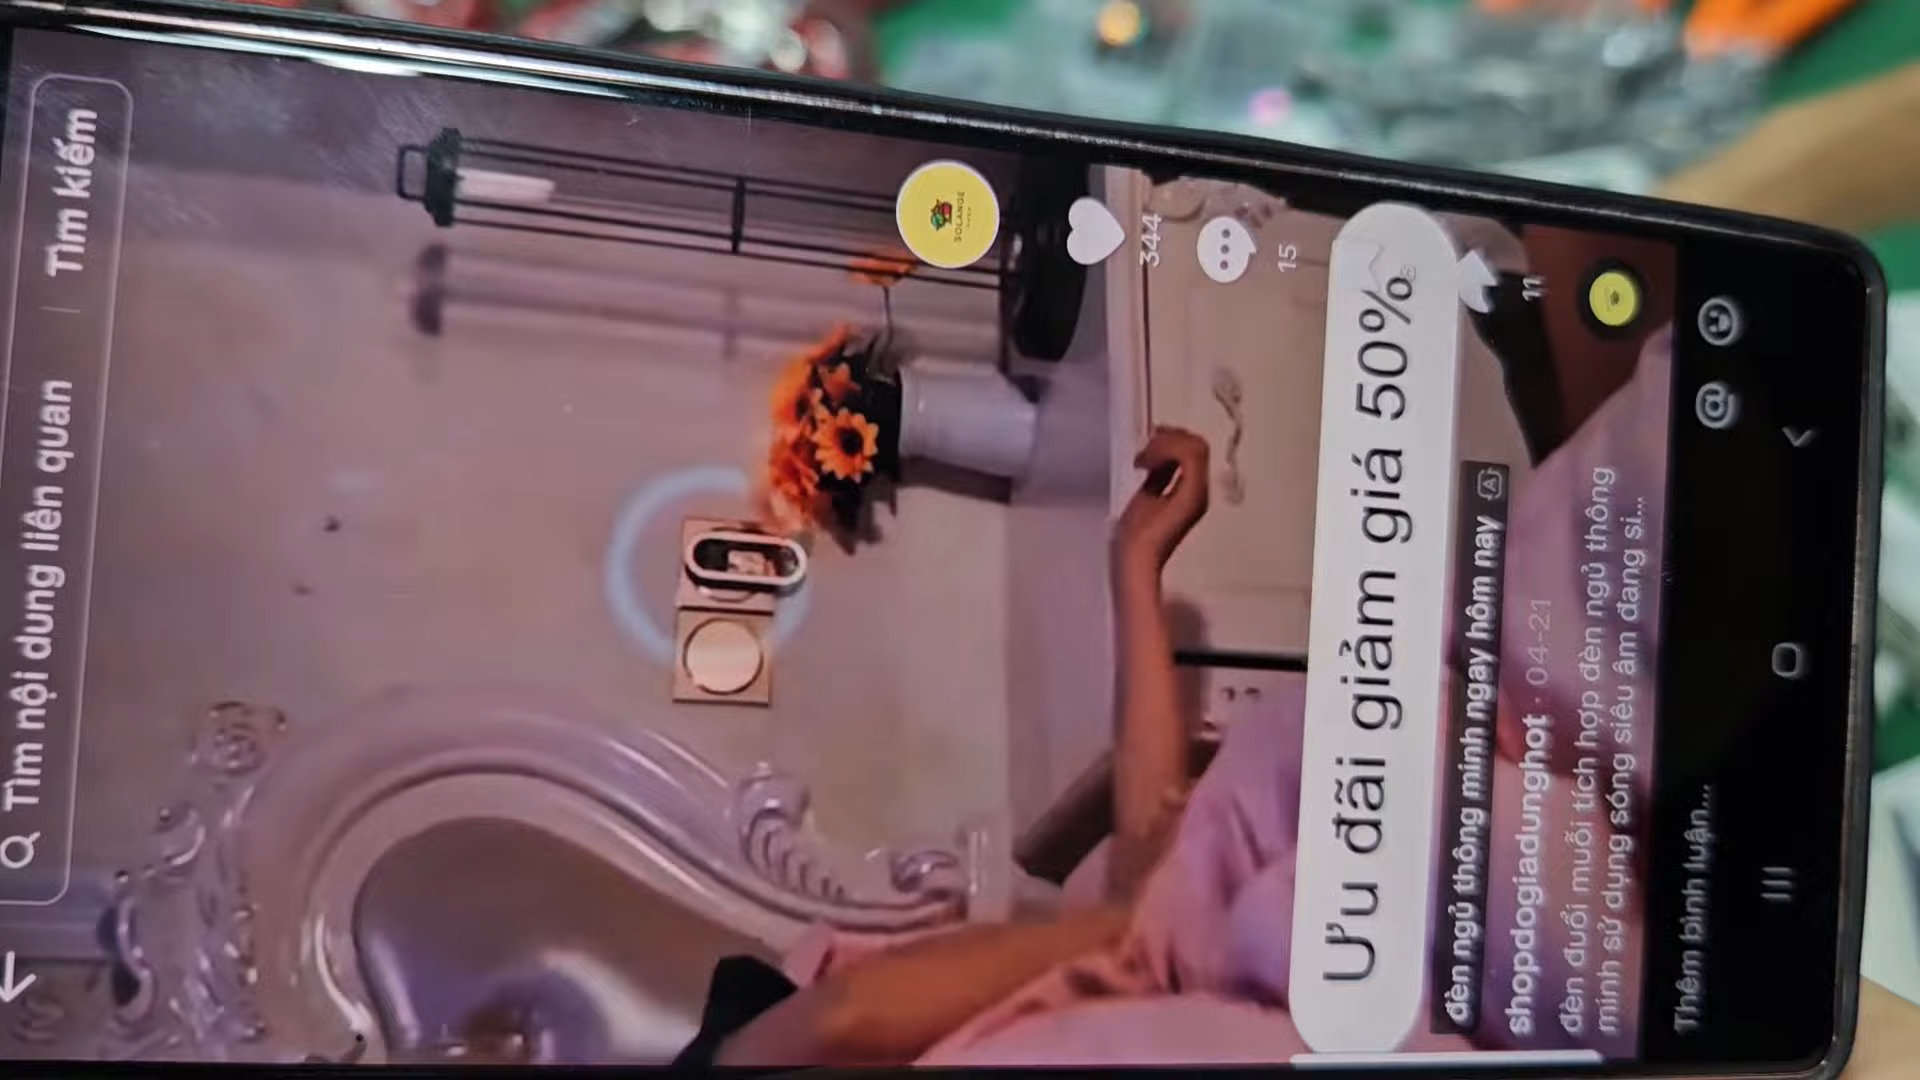 Tìm nội dung liên quan | Tìm kiếm
SOLANGE
344
15
11
Ưu đãi giảm giá 50%
đèn ngủ thông minh ngay hôm nay
shopdogiadunghot · 04-21
đèn đuổi muỗi tích hợp đèn ngủ thông
minh sử dụng sóng siêu âm đang si...
Thêm bình luận...